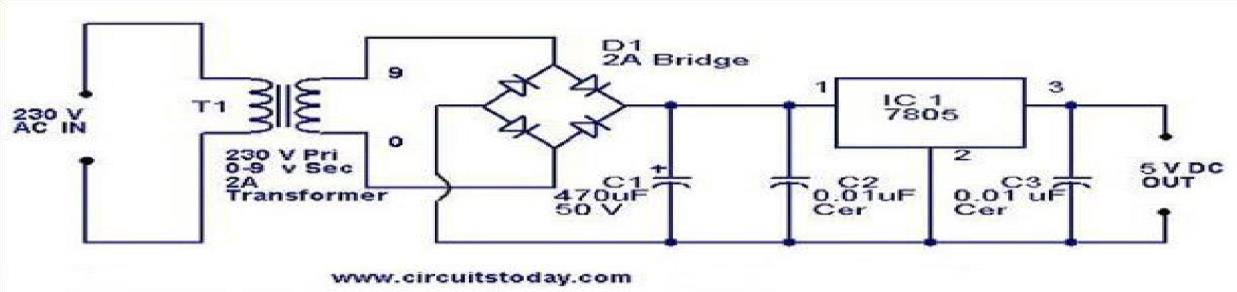 D1
2A Bridge
9
T1
0
230 V
AC IN
230 V Pri
0-9 v Sec
2A
Transformer
C1
470uF
50 V
+
C2
0.01uF
Cer
1
IC 1
7805
3
2
C3
0.01 uF
Cer
5 V DC
OUT
www.circuitstoday.com